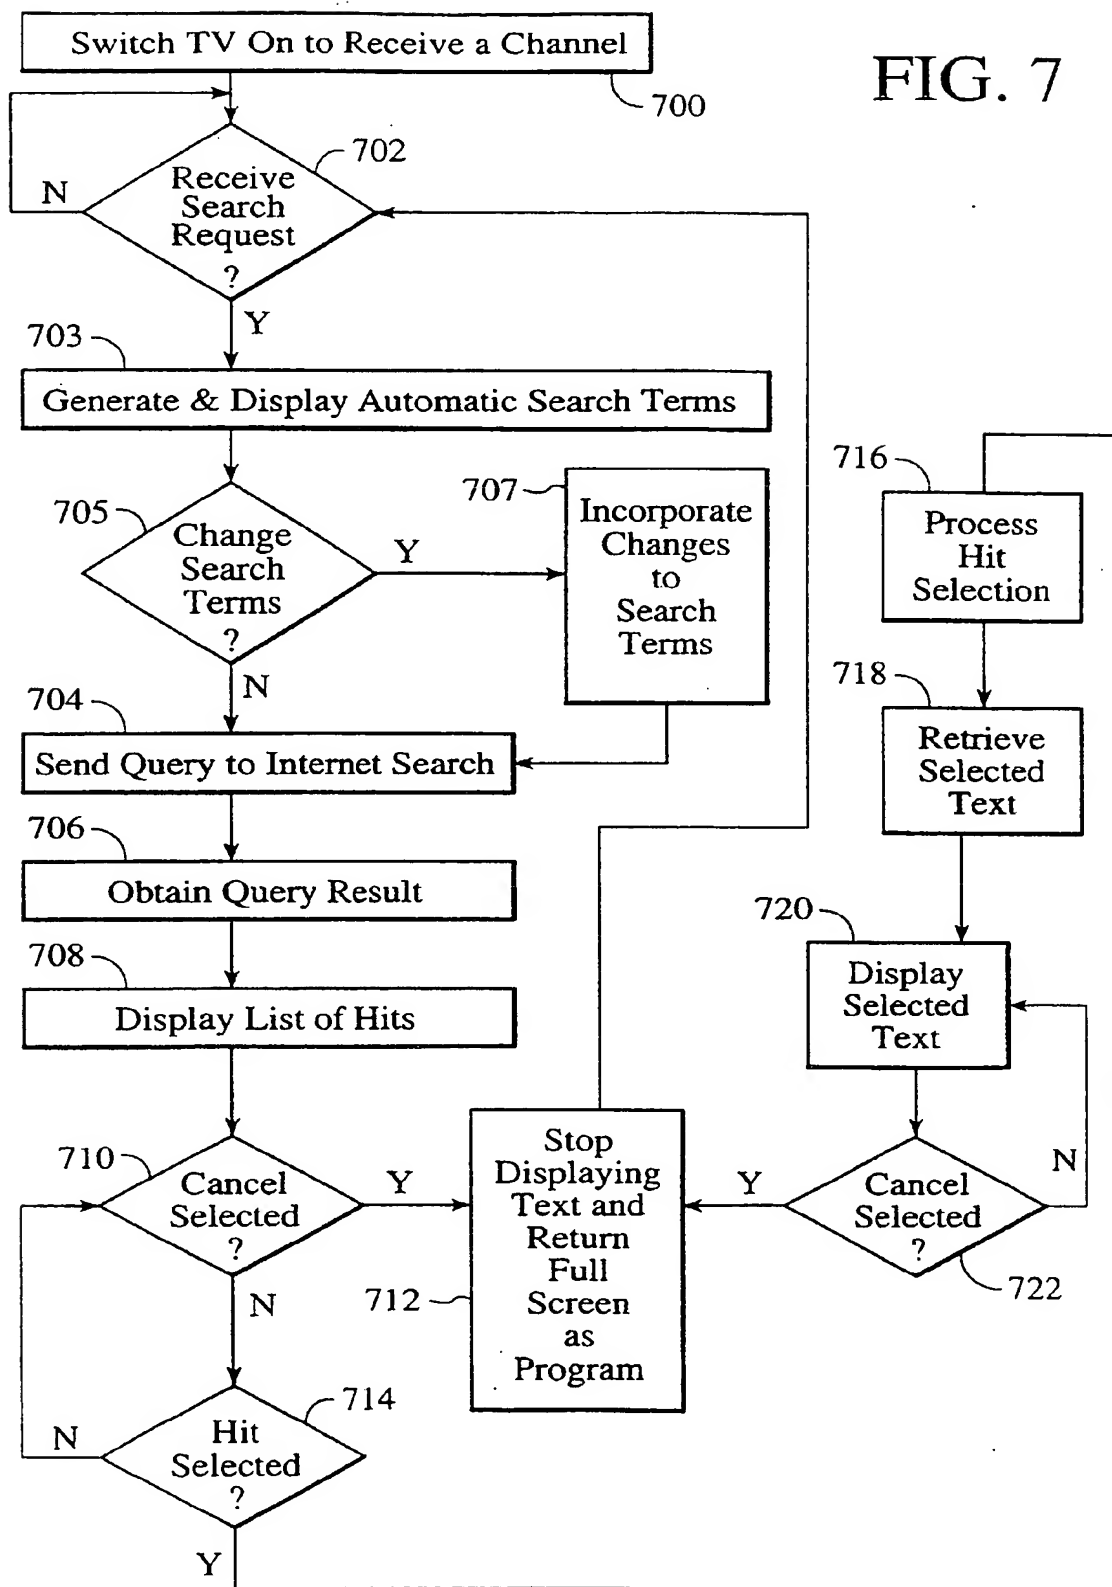 Switch TV On to Receive a Channel
FIG. 7
700
702
Receive
Search
Request
?
N
Y
703
Generate & Display Automatic Search Terms
705
Change
Search
Terms
?
Y
N
707
Incorporate
Changes
to
Search
Terms
704
Send Query to Internet Search
706
Obtain Query Result
708
Display List of Hits
710
Cancel
Selected
?
Y
N
712
Stop
Displaying
Text and
Return
Full
Screen
as
Program
714
Hit
Selected
?
N
Y
716
Process
Hit
Selection
718
Retrieve
Selected
Text
720
Display
Selected
Text
Cancel
Selected
?
Y
N
722